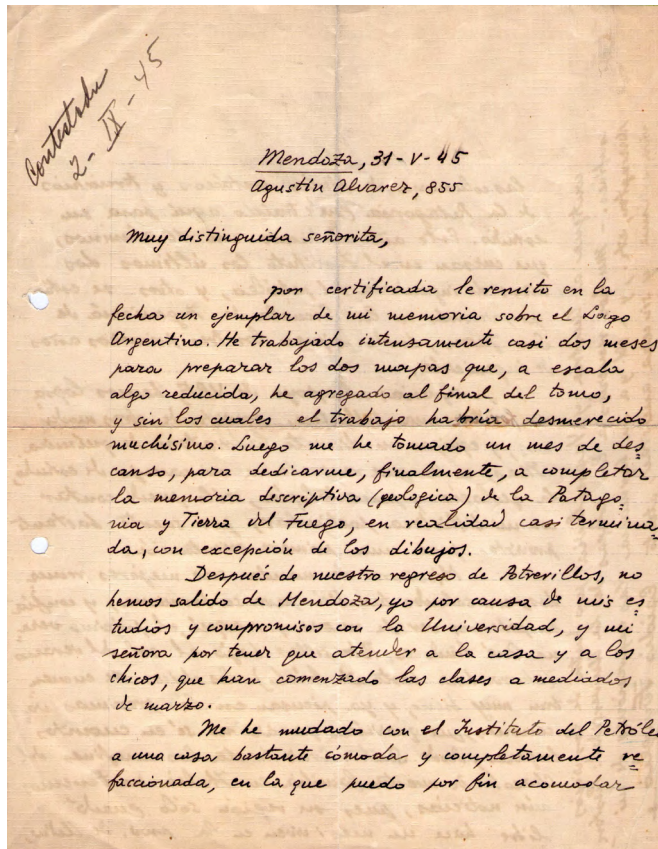 Contestada
2-IX-45
Mendoza, 31-V-45
Agustín Alvarez, 855
Muy distinguida señorita,
por certificada le remito en la
fecha un ejemplar de mi memoria sobre el Lago
Argentino. He trabajado intensamente casi dos meses
para preparar los dos mapas que, a escala
algo reducida, he agregado al final del tomo,
y sin los cuales el trabajo habría desmerecido
muchísimo. Luego me he tomado un mes de des=
canso, para dedicarme, finalmente, a completar
la memoria descriptiva (geologica) de la Patago=
nia y Tierra del Fuego, en realidad casi termina-
da, con excepción de los dibujos.
Después de nuestro regreso de Potrerillos, no
hemos salido de Mendoza, yo por causa de mis es=
tudios y compromisos con la Universidad, y mi
señora por tener que atender a la casa y a los
chicos, que han comenzado las clases a mediados
de marzo.
Me he mudado con el Instituto del Petróle
a una casa bastante cómoda y completamente re=
faccionada, en la que puedo por fin acomodar